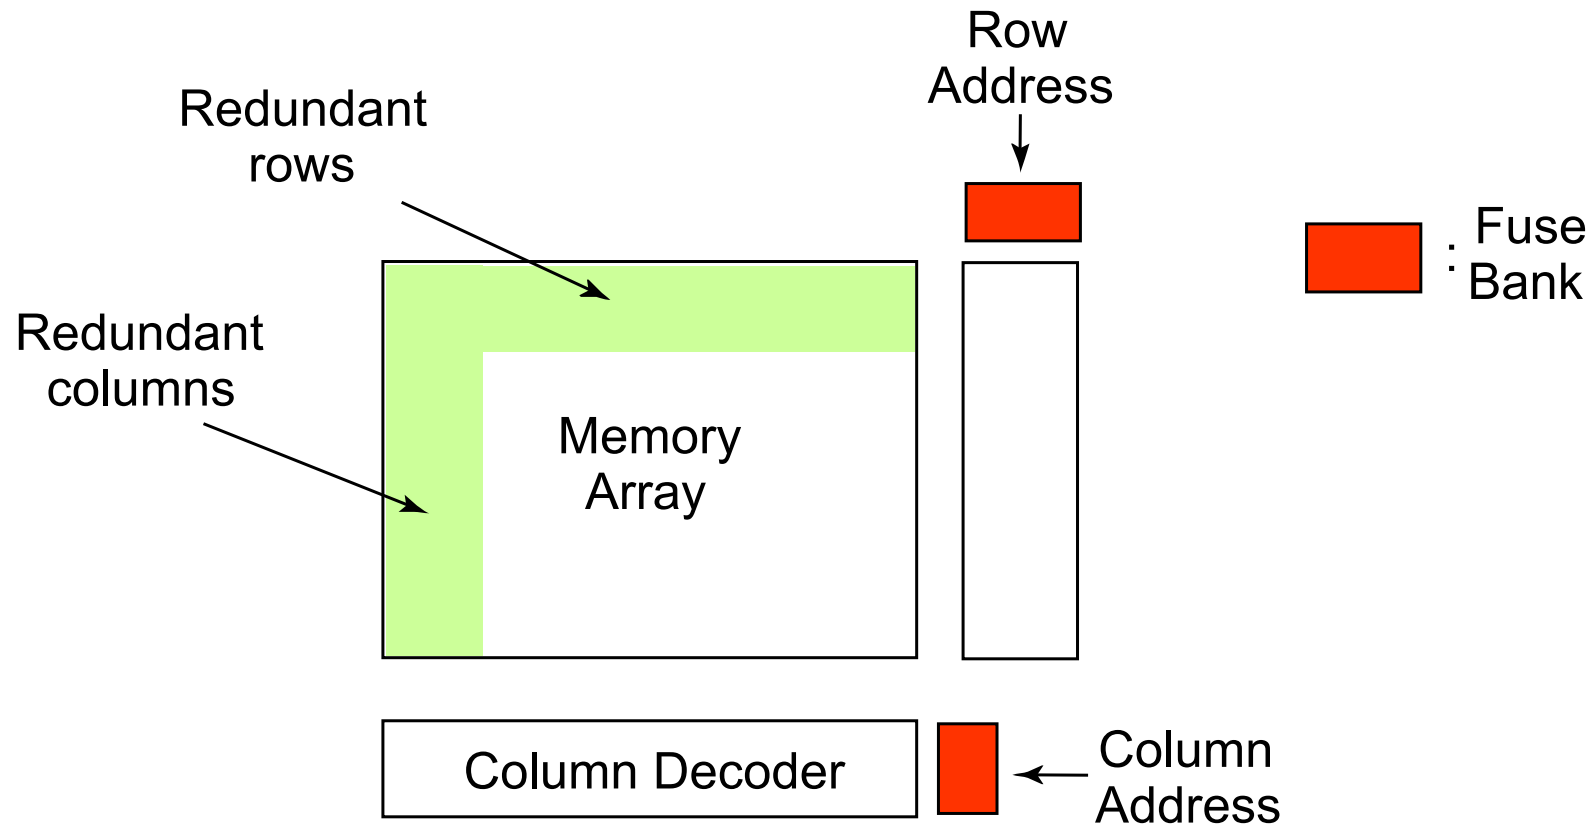 Row
Address
Redundant
rows
: Fuse
Bank
Redundant
columns
Memory
Array
Column Decoder
Column
Address